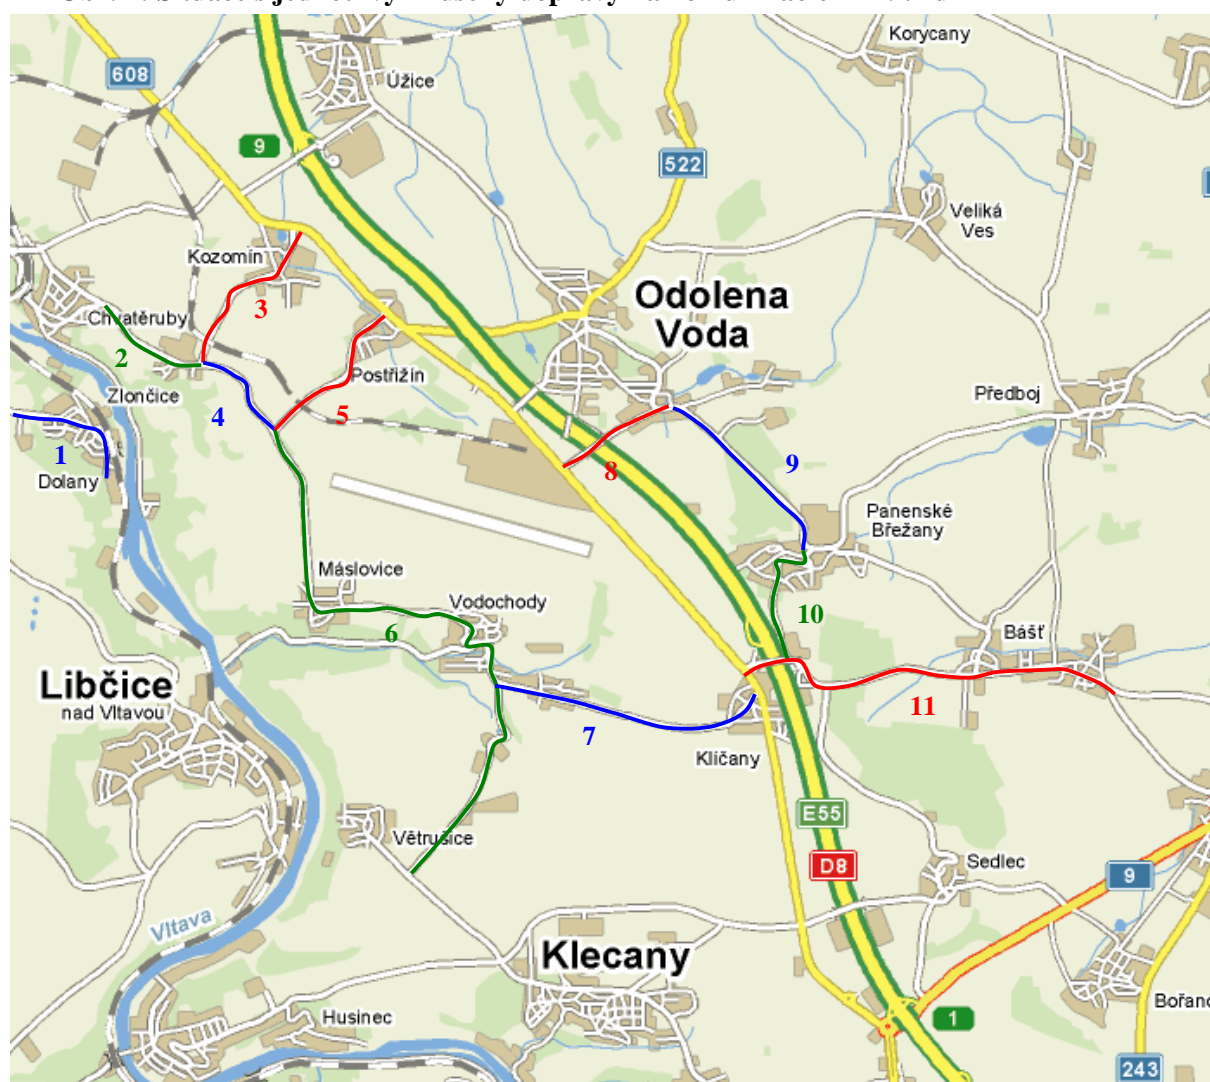 Korycany
608
Úžice
9
522
Veliká
Ves
Kozomín
Odolena
Voda
3
Chvatěruby
2
Postřižín
Zlončice
4
5
Předboj
1
8
9
Dolany
Panenské
Břežany
Máslovice
Vodochody
10
6
Bášť
Libčice
nad Vltavou
11
7
Klíčany
E55
Větrušice
D8
Sedlec
9
Vltava
Klecany
Husinec
1
243